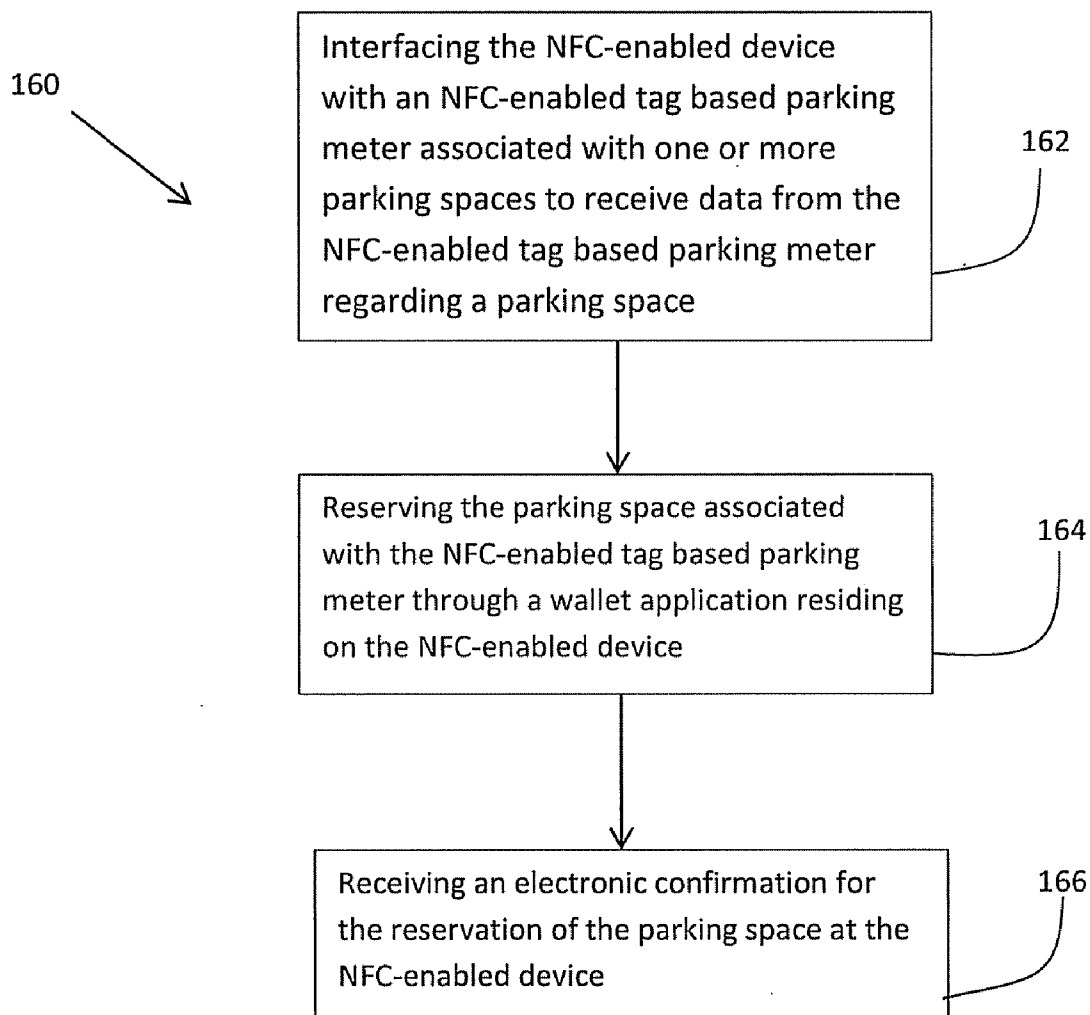 160
Interfacing the NFC-enabled device
with an NFC-enabled tag based parking
meter associated with one or more
parking spaces to receive data from the
NFC-enabled tag based parking meter
regarding a parking space
162
Reserving the parking space associated
with the NFC-enabled tag based parking
meter through a wallet application residing
on the NFC-enabled device
164
Receiving an electronic confirmation for
the reservation of the parking space at the
NFC-enabled device
166